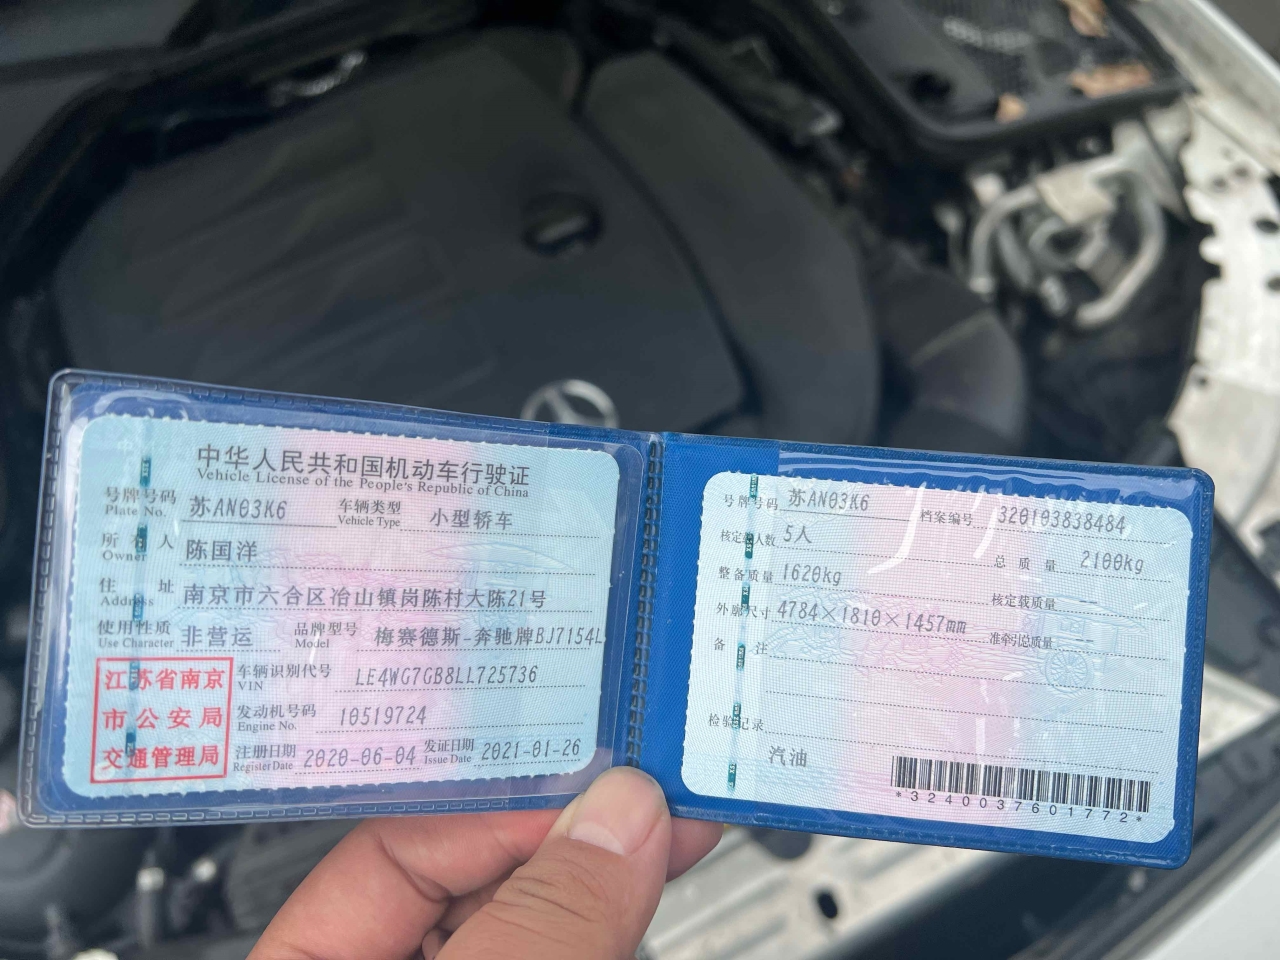 中华人民共和国机动车行驶证
Vehicle License of the People's Republic of China
号牌号码 苏AN03K6 车辆类型 小型轿车
Plate No. Vehicle Type
所有人 陈国洋
Owner
住址 南京市六合区冶山镇岗陈村大陈21号
Address
使用性质 非营运 品牌型号 梅赛德斯-奔驰牌BJ7154L
Use Character Model
江苏省南京
市公安局
交通管理局
车辆识别代号 LE4WG7GB8LL725736
VIN
发动机号码 10519724
Engine No.
注册日期 2020-06-04 发证日期 2021-01-26
Register Date Issue Date
号牌号码 苏AN03K6 档案编号 320103838484
核定载人数 5人 总质量 2100kg
整备质量 1620kg 核定载质量 --
外廓尺寸 4784×1810×1457mm 准牵引总质量 --
备注
检验记录
汽油
*3240037601772*